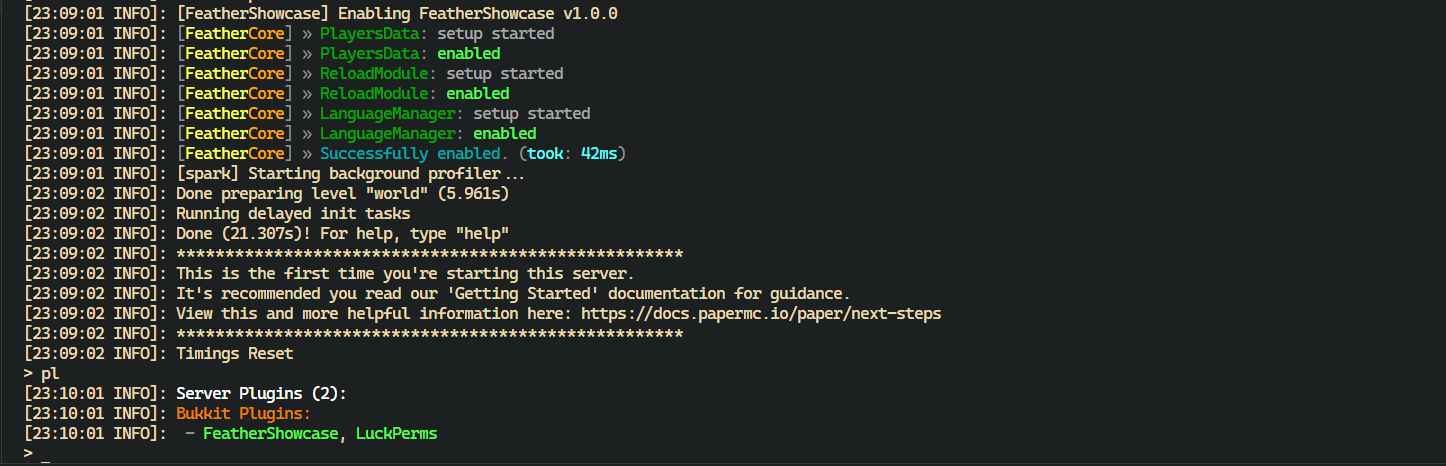 [23:09:01 INFO]: [FeatherShowcase] Enabling FeatherShowcase v1.0.0
[23:09:01 INFO]: [FeatherCore] » PlayersData: setup started
[23:09:01 INFO]: [FeatherCore] » PlayersData: enabled
[23:09:01 INFO]: [FeatherCore] » ReloadModule: setup started
[23:09:01 INFO]: [FeatherCore] » ReloadModule: enabled
[23:09:01 INFO]: [FeatherCore] » LanguageManager: setup started
[23:09:01 INFO]: [FeatherCore] » LanguageManager: enabled
[23:09:01 INFO]: [FeatherCore] » Successfully enabled. (took: 42ms)
[23:09:01 INFO]: [spark] Starting background profiler...
[23:09:02 INFO]: Done preparing level "world" (5.961s)
[23:09:02 INFO]: Running delayed init tasks
[23:09:02 INFO]: Done (21.307s)! For help, type "help"
[23:09:02 INFO]: ****************************************************
[23:09:02 INFO]: This is the first time you're starting this server.
[23:09:02 INFO]: It's recommended you read our 'Getting Started' documentation for guidance.
[23:09:02 INFO]: View this and more helpful information here: https://docs.papermc.io/paper/next-steps
[23:09:02 INFO]: ****************************************************
[23:09:02 INFO]: Timings Reset
> pl
[23:10:01 INFO]: Server Plugins (2):
[23:10:01 INFO]: Bukkit Plugins:
[23:10:01 INFO]:  - FeatherShowcase, LuckPerms
>